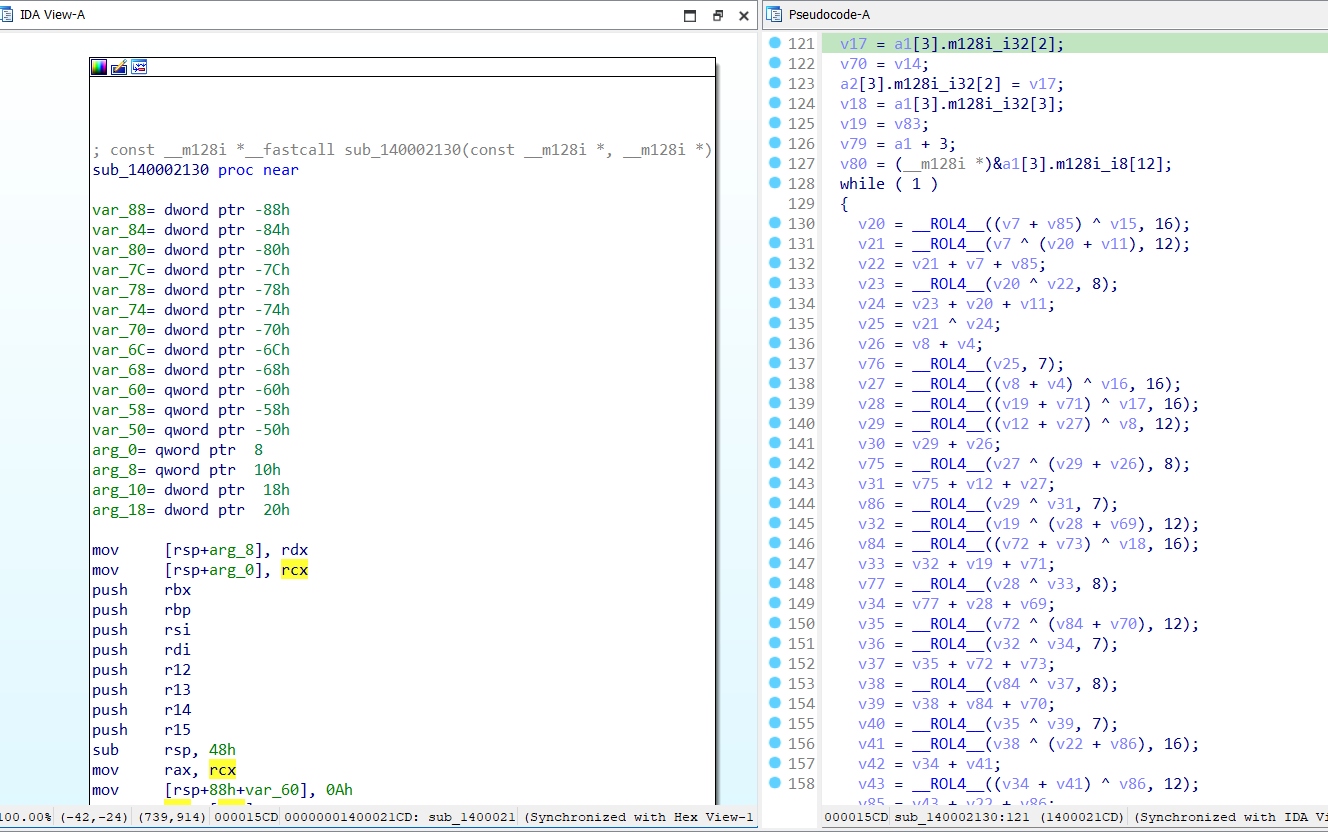 IDA View-A
; const __m128i *__fastcall sub_140002130(const __m128i *, __m128i *)
sub_140002130 proc near
var_88= dword ptr -88h
var_84= dword ptr -84h
var_80= dword ptr -80h
var_7C= dword ptr -7Ch
var_78= dword ptr -78h
var_74= dword ptr -74h
var_70= dword ptr -70h
var_6C= dword ptr -6Ch
var_68= dword ptr -68h
var_60= qword ptr -60h
var_58= qword ptr -58h
var_50= qword ptr -50h
arg_0= qword ptr  8
arg_8= qword ptr  10h
arg_10= dword ptr  18h
arg_18= dword ptr  20h
mov     [rsp+arg_8], rdx
mov     [rsp+arg_0], rcx
push    rbx
push    rbp
push    rsi
push    rdi
push    r12
push    r13
push    r14
push    r15
sub     rsp, 48h
mov     rax, rcx
mov     [rsp+88h+var_60], 0Ah
100.00% (-42,-24) (739,914) 000015CD 00000001400021CD: sub_1400021 (Synchronized with Hex View-1
Pseudocode-A
121 v17 = a1[3].m128i_i32[2];
122 v70 = v14;
123 a2[3].m128i_i32[2] = v17;
124 v18 = a1[3].m128i_i32[3];
125 v19 = v83;
126 v79 = a1 + 3;
127 v80 = (__m128i *)&a1[3].m128i_i8[12];
128 while ( 1 )
129 {
130 v20 = __ROL4__((v7 + v85) ^ v15, 16);
131 v21 = __ROL4__(v7 ^ (v20 + v11), 12);
132 v22 = v21 + v7 + v85;
133 v23 = __ROL4__(v20 ^ v22, 8);
134 v24 = v23 + v20 + v11;
135 v25 = v21 ^ v24;
136 v26 = v8 + v4;
137 v76 = __ROL4__(v25, 7);
138 v27 = __ROL4__((v8 + v4) ^ v16, 16);
139 v28 = __ROL4__((v19 + v71) ^ v17, 16);
140 v29 = __ROL4__((v12 + v27) ^ v8, 12);
141 v30 = v29 + v26;
142 v75 = __ROL4__(v27 ^ (v29 + v26), 8);
143 v31 = v75 + v12 + v27;
144 v86 = __ROL4__(v29 ^ v31, 7);
145 v32 = __ROL4__(v19 ^ (v28 + v69), 12);
146 v84 = __ROL4__((v72 + v73) ^ v18, 16);
147 v33 = v32 + v19 + v71;
148 v77 = __ROL4__(v28 ^ v33, 8);
149 v34 = v77 + v28 + v69;
150 v35 = __ROL4__(v72 ^ (v84 + v70), 12);
151 v36 = __ROL4__(v32 ^ v34, 7);
152 v37 = v35 + v72 + v73;
153 v38 = __ROL4__(v84 ^ v37, 8);
154 v39 = v38 + v84 + v70;
155 v40 = __ROL4__(v35 ^ v39, 7);
156 v41 = __ROL4__(v38 ^ (v22 + v86), 16);
157 v42 = v34 + v41;
158 v43 = __ROL4__((v34 + v41) ^ v86, 12);
v85 = v43 + v22 + v86;
000015CD sub_140002130:121 (1400021CD) (Synchronized with IDA Vi